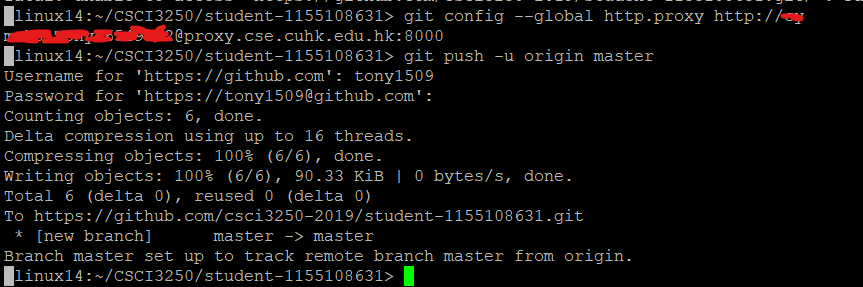 linux14:~/CSCI3250/student-1155108631> git config --global http.proxy http://
@proxy.cse.cuhk.edu.hk:8000
linux14:~/CSCI3250/student-1155108631> git push -u origin master
Username for 'https://github.com': tony1509
Password for 'https://tony1509@github.com':
Counting objects: 6, done.
Delta compression using up to 16 threads.
Compressing objects: 100% (6/6), done.
Writing objects: 100% (6/6), 90.33 KiB | 0 bytes/s, done.
Total 6 (delta 0), reused 0 (delta 0)
To https://github.com/csci3250-2019/student-1155108631.git
 * [new branch]      master -> master
Branch master set up to track remote branch master from origin.
linux14:~/CSCI3250/student-1155108631>